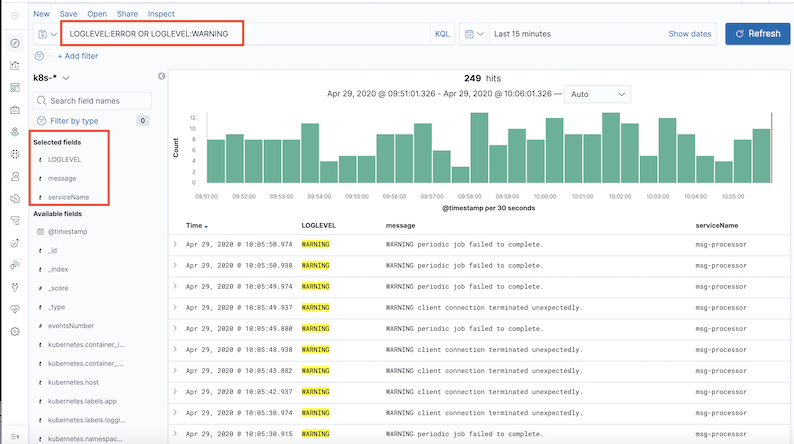 New Save Open Share Inspect
LOGLEVEL:ERROR OR LOGLEVEL:WARNING KQL Last 15 minutes Show dates Refresh
+ Add filter
k8s-*
Search field names
Filter by type 0
Selected fields
t LOGLEVEL
t message
t serviceName
Available fields
@timestamp
t _id
t _index
# _score
t _type
# eventsNumber
t kubernetes.container_i...
t kubernetes.container_...
t kubernetes.host
t kubernetes.labels.app
t kubernetes.labels.loggi...
t kubernetes.namespac...
249 hits
Apr 29, 2020 @ 09:51:01.326 - Apr 29, 2020 @ 10:06:01.326 — Auto
Count
12
10
8
6
4
2
0
09:51:00 09:52:00 09:53:00 09:54:00 09:55:00 09:56:00 09:57:00 09:58:00 09:59:00 10:00:00 10:01:00 10:02:00 10:03:00 10:04:00 10:05:00
@timestamp per 30 seconds
Time LOGLEVEL message serviceName
Apr 29, 2020 @ 10:05:50.974 WARNING WARNING periodic job failed to complete. msg-processor
Apr 29, 2020 @ 10:05:50.938 WARNING WARNING periodic job failed to complete. msg-processor
Apr 29, 2020 @ 10:05:49.974 WARNING WARNING periodic job failed to complete. msg-processor
Apr 29, 2020 @ 10:05:49.937 WARNING WARNING client connection terminated unexpectedly. msg-processor
Apr 29, 2020 @ 10:05:49.880 WARNING WARNING periodic job failed to complete. msg-processor
Apr 29, 2020 @ 10:05:48.938 WARNING WARNING client connection terminated unexpectedly. msg-processor
Apr 29, 2020 @ 10:05:43.882 WARNING WARNING client connection terminated unexpectedly. msg-processor
Apr 29, 2020 @ 10:05:42.937 WARNING WARNING client connection terminated unexpectedly. msg-processor
Apr 29, 2020 @ 10:05:30.974 WARNING WARNING client connection terminated unexpectedly. msg-processor
Apr 29, 2020 @ 10:05:30.915 WARNING WARNING periodic job failed to complete. msg-processor